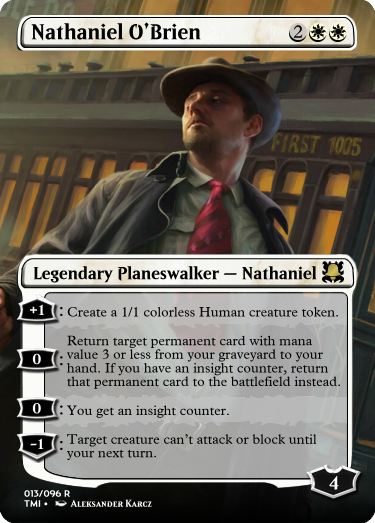 Nathaniel O'Brien 2
FIRST 1005
Legendary Planeswalker — Nathaniel
+1: Create a 1/1 colorless Human creature token.
0: Return target permanent card with mana
value 3 or less from your graveyard to your
hand. If you have an insight counter, return
that permanent card to the battlefield instead.
0: You get an insight counter.
-1: Target creature can't attack or block until
your next turn.
4
013/096 R
TMI • Aleksander Karcz